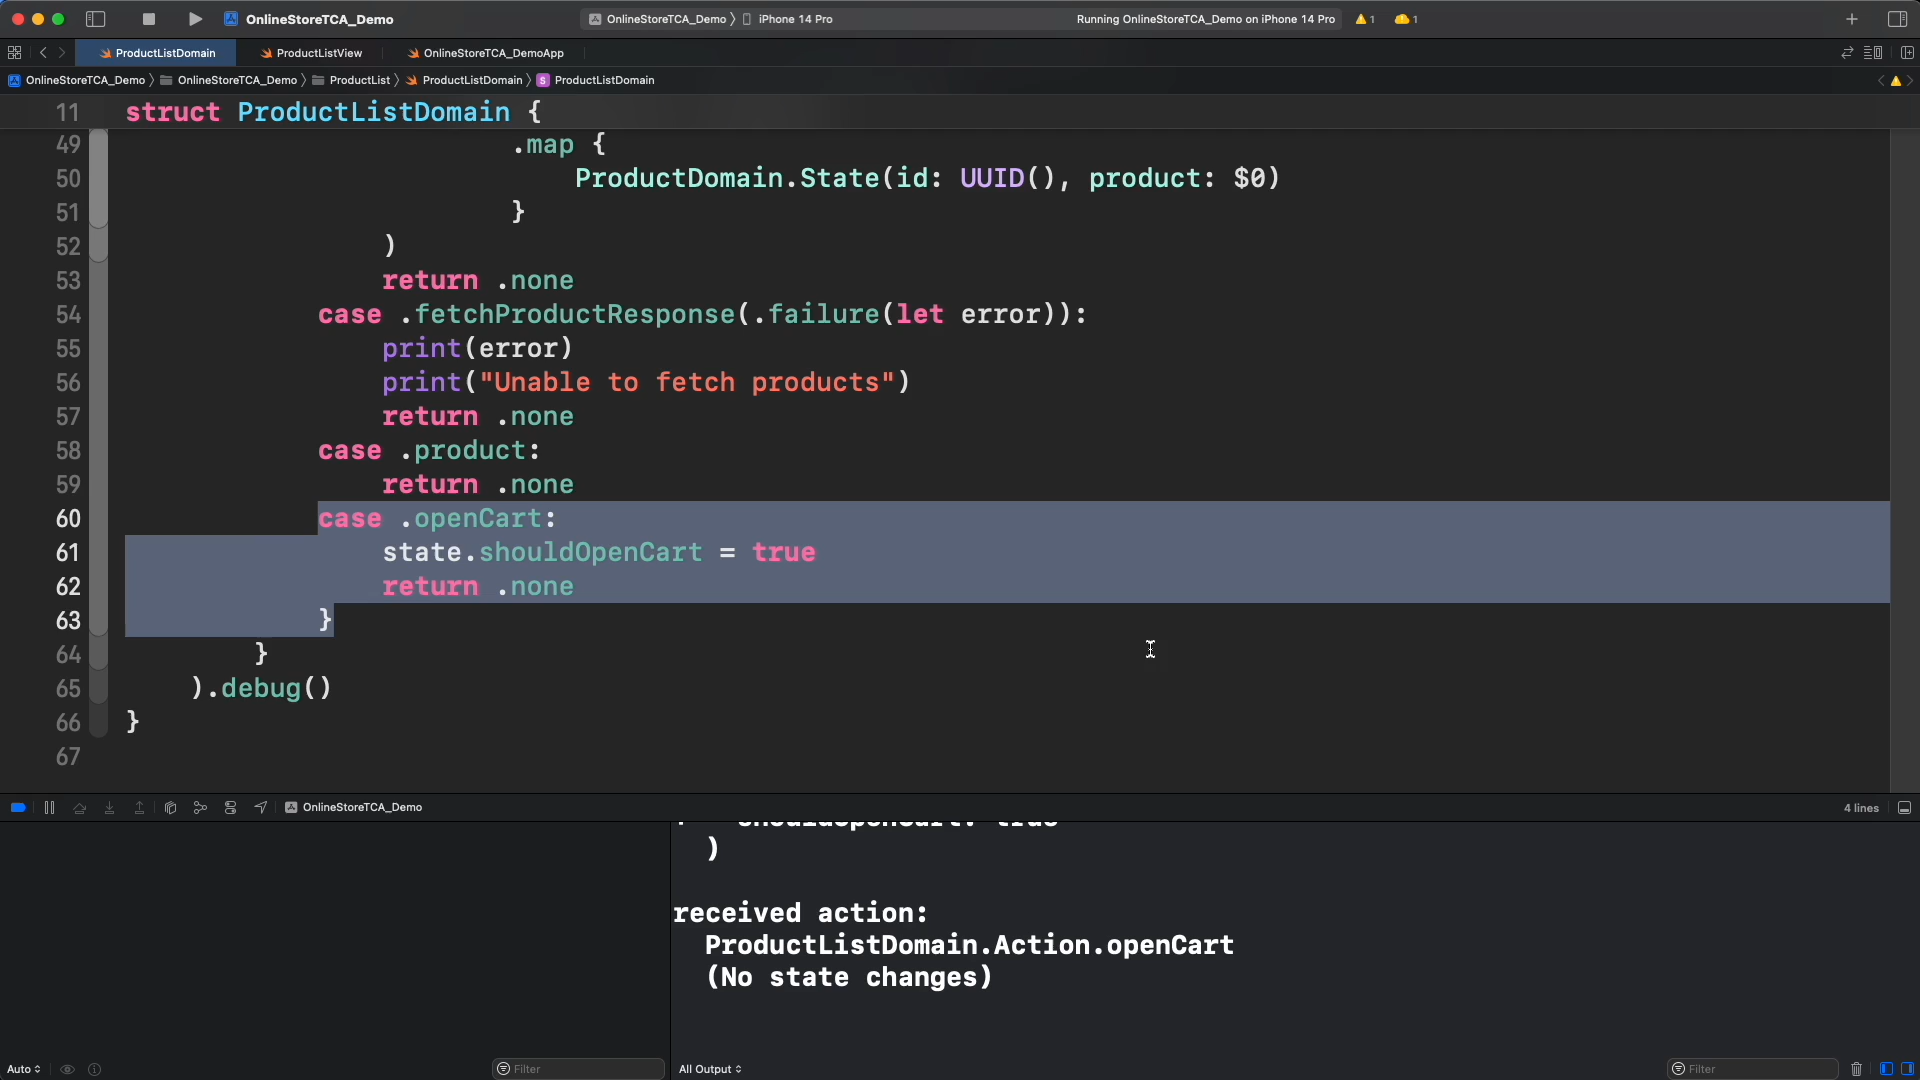 OnlineStoreTCA_Demo
OnlineStoreTCA_Demo 〉 iPhone 14 Pro
Running OnlineStoreTCA_Demo on iPhone 14 Pro 1 1
ProductListDomain ProductListView OnlineStoreTCA_DemoApp
OnlineStoreTCA_Demo 〉 OnlineStoreTCA_Demo 〉 ProductList 〉 ProductListDomain 〉 S ProductListDomain
11 struct ProductListDomain {
49 .map {
50 ProductDomain.State(id: UUID(), product: $0)
51 }
52 )
53 return .none
54 case .fetchProductResponse(.failure(let error)):
55 print(error)
56 print("Unable to fetch products")
57 return .none
58 case .product:
59 return .none
60 case .openCart:
61 state.shouldOpenCart = true
62 return .none
63 }
64 }
65 ).debug()
66 }
67
OnlineStoreTCA_Demo 4 lines
shouldOpenCart: true
)
received action:
ProductListDomain.Action.openCart
(No state changes)
Auto Filter All Output Filter